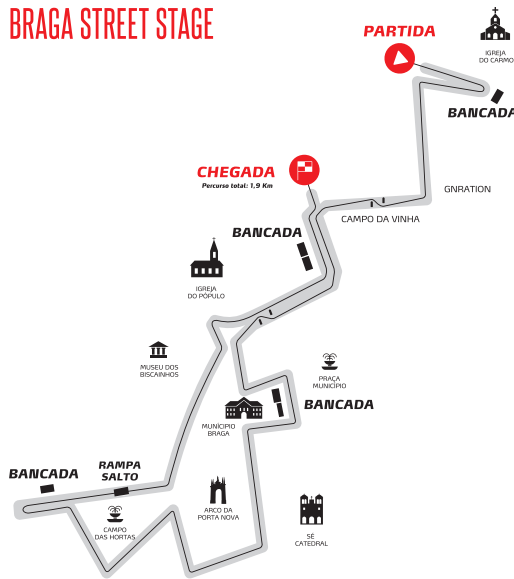 BRAGA STREET STAGE
PARTIDA
IGREJA
DO CARMO
BANCADA
CHEGADA
Percurso total: 1,9 Km
GNRATION
CAMPO DA VINHA
BANCADA
IGREJA
DO PÓPULO
MUSEU DOS
BISCAINHOS
PRAÇA
MUNICÍPIO
BANCADA
MUNÍCIPIO
BRAGA
BANCADA
RAMPA
SALTO
ARCO DA
PORTA NOVA
CAMPO
DAS HORTAS
SÉ
CATEDRAL